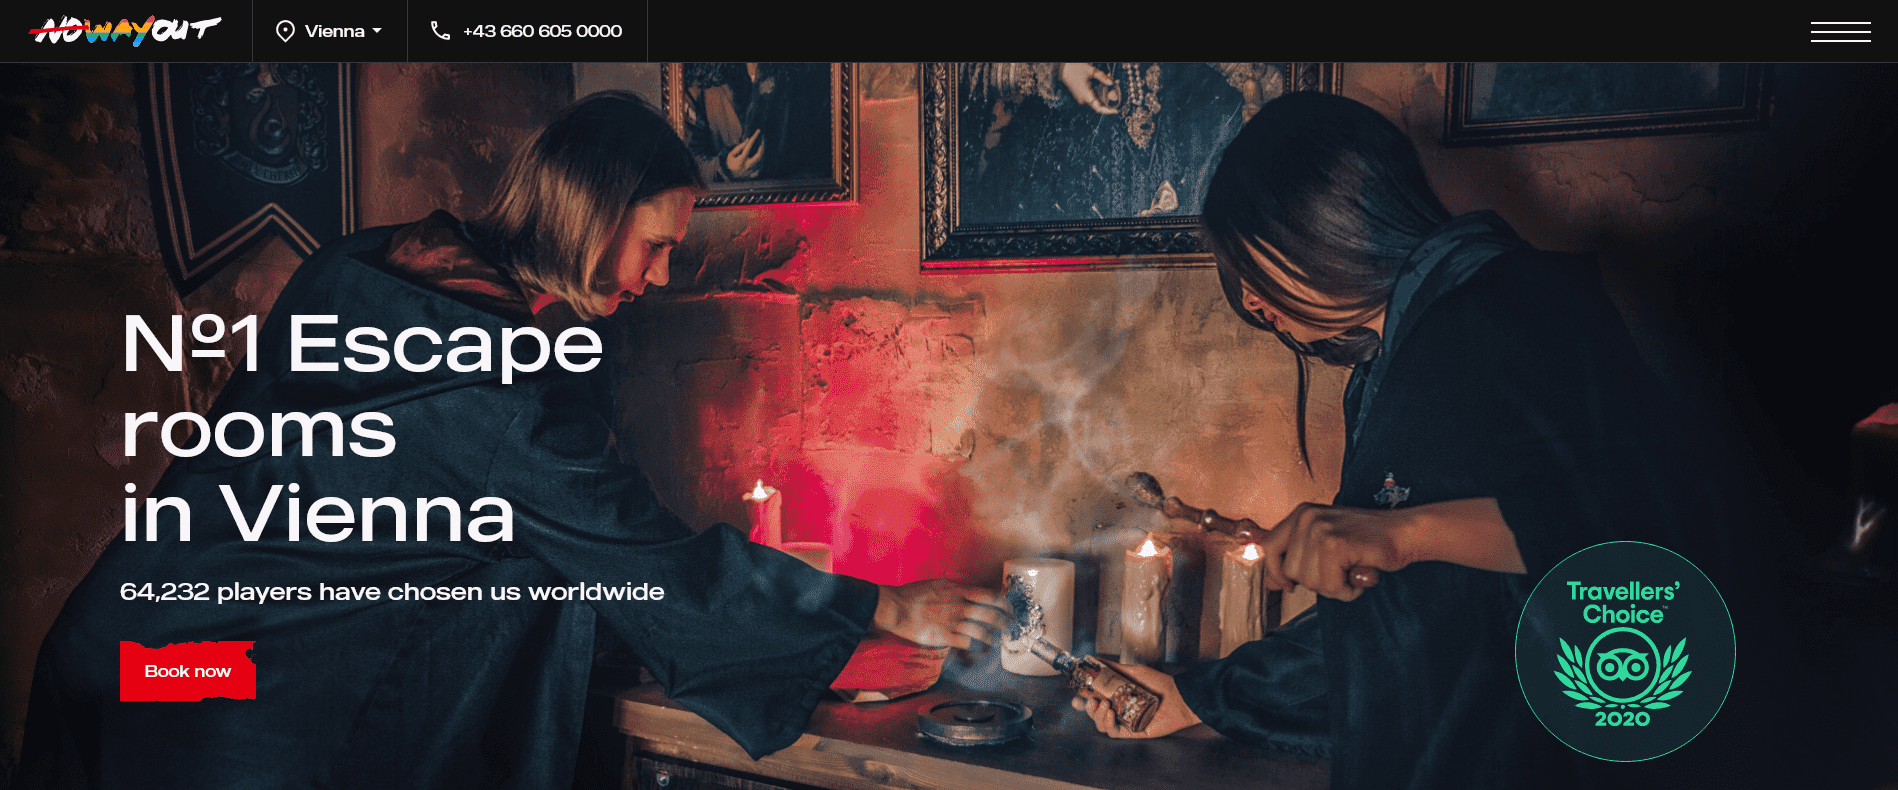 NOWAYOUT
Vienna
+43 660 605 0000
Nº1 Escape
rooms
in Vienna
64,232 players have chosen us worldwide
Book now
Travellers’
Choice™
2020